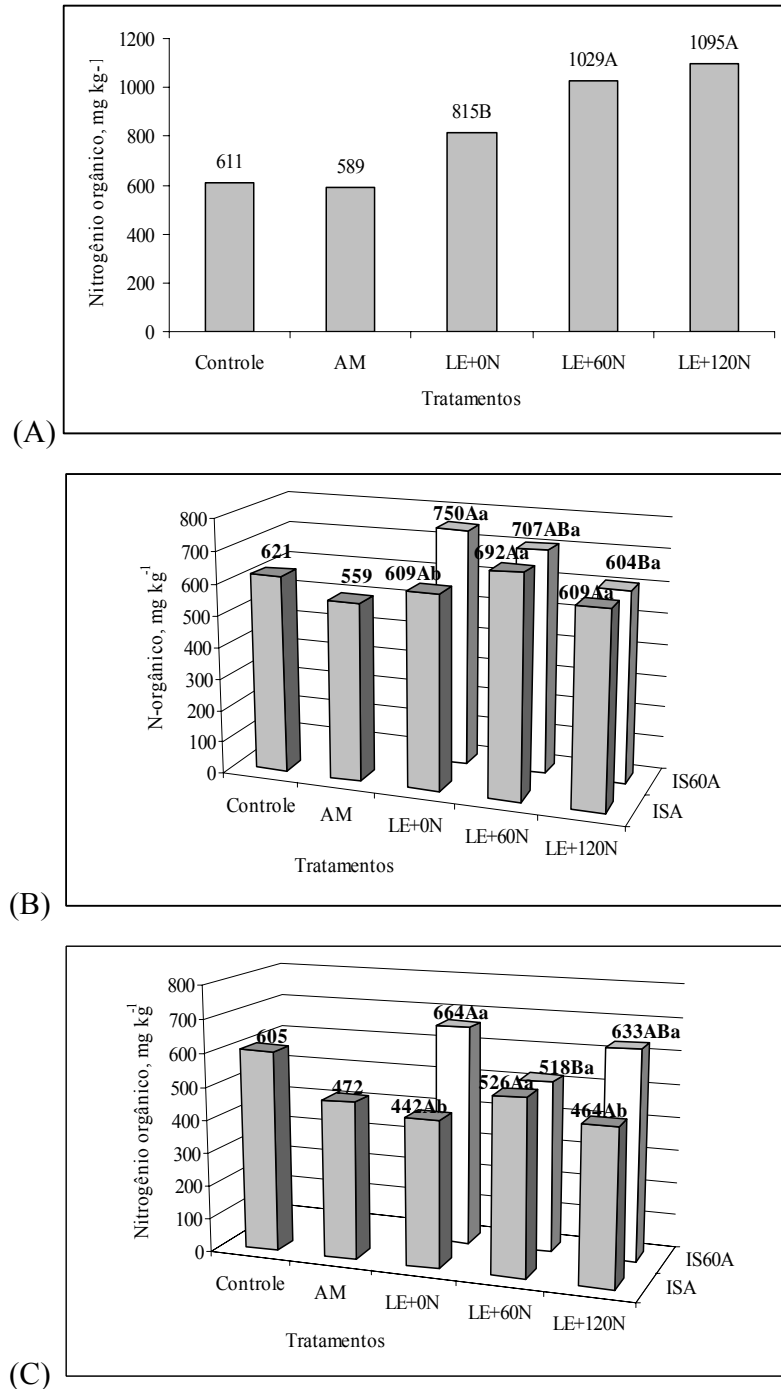 1200
1000
800
600
400
200
0
Nitrogênio orgânico, mg kg-1
611
589
815B
1029A
1095A
Controle
AM
LE+0N
LE+60N
LE+120N
Tratamentos
(A)
800
700
600
500
400
300
200
100
0
N-orgânico, mg kg-1
621
559
609Ab
692Aa
609Aa
750Aa
707ABa
604Ba
Controle
AM
LE+0N
LE+60N
LE+120N
ISA
IS60A
Tratamentos
(B)
800
700
600
500
400
300
200
100
0
Nitrogênio orgânico, mg kg-1
605
472
442Ab
526Aa
464Ab
664Aa
518Ba
633ABa
Controle
AM
LE+0N
LE+60N
LE+120N
ISA
IS60A
Tratamentos
(C)